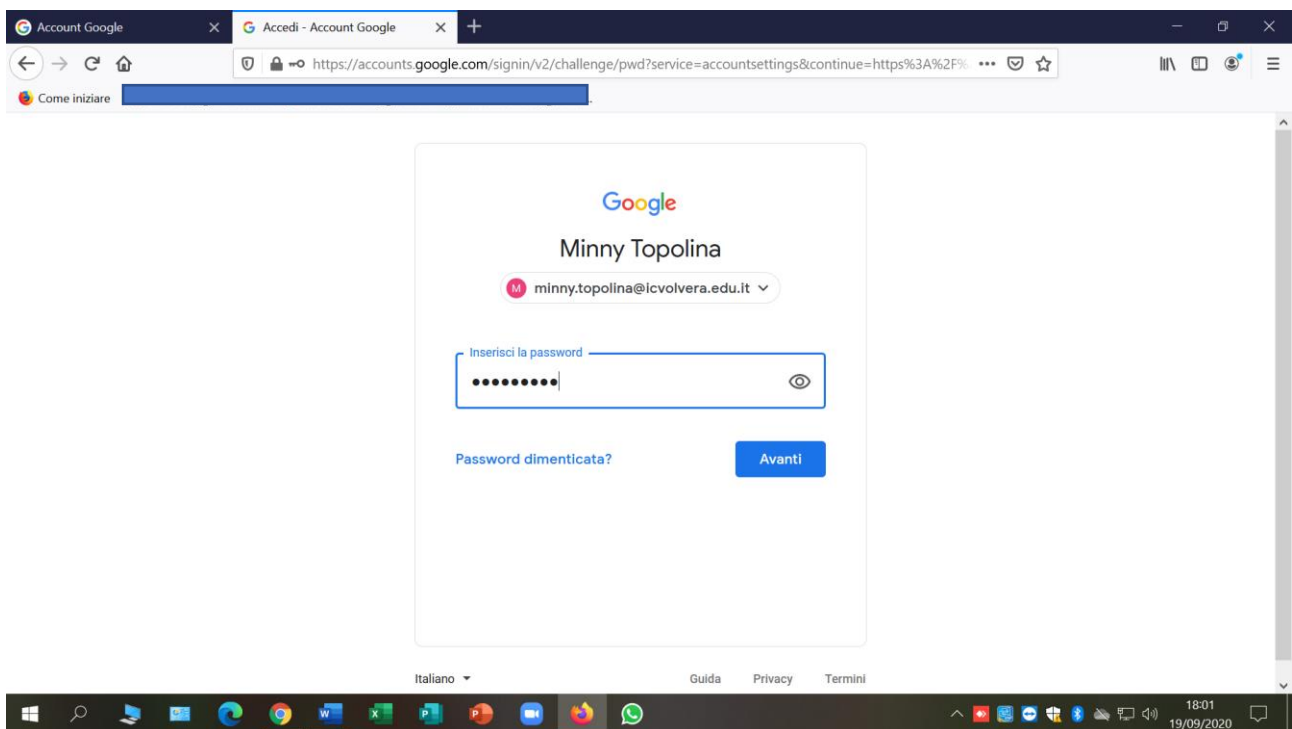 Account Google
Accedi - Account Google
https://accounts.google.com/signin/v2/challenge/pwd?service=accountsettings&continue=https%3A%2F%
Come iniziare
Google
Minny Topolina
M minny.topolina@icvolvera.edu.it
Inserisci la password
•••••••••
Password dimenticata? Avanti
Italiano Guida Privacy Termini
18:01
19/09/2020